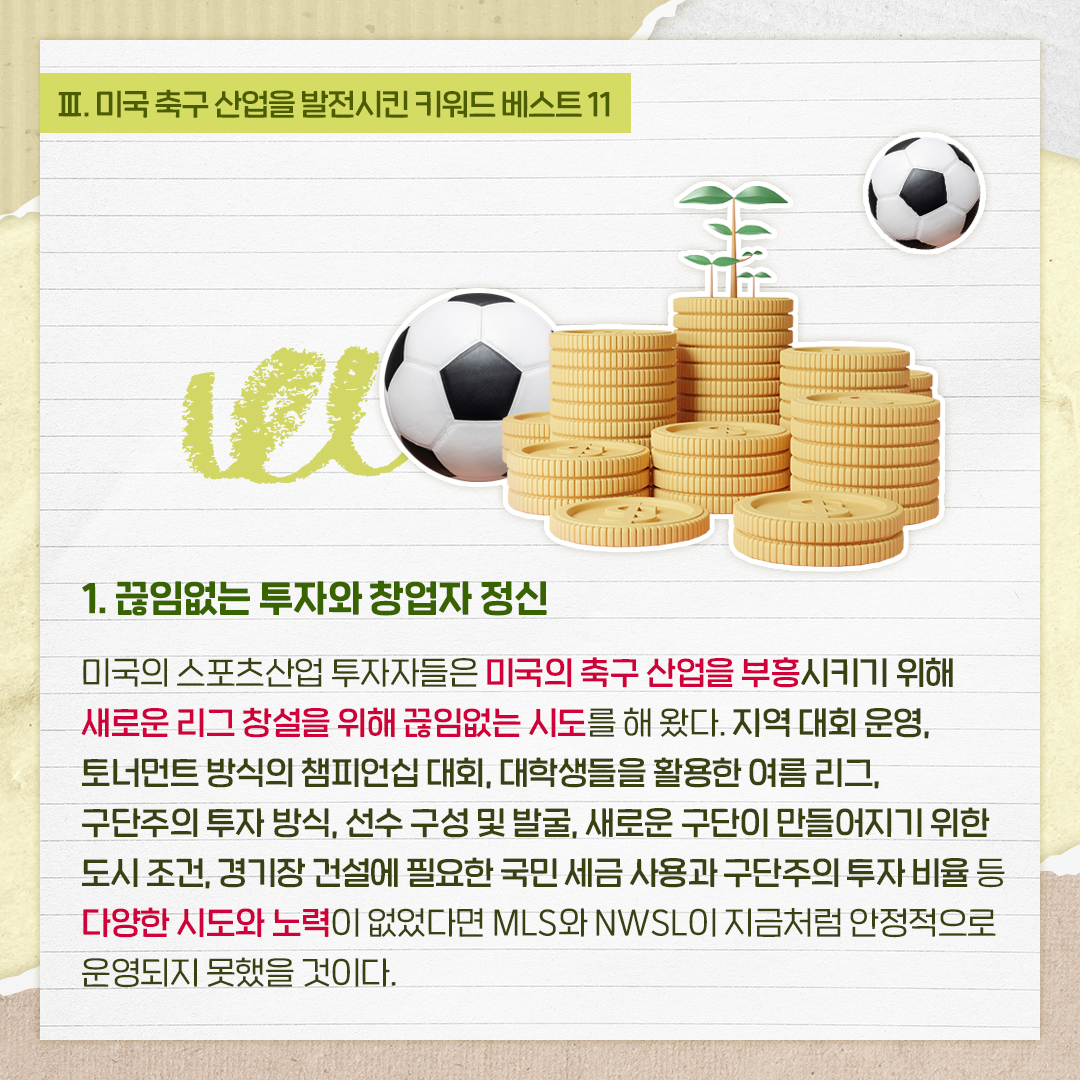 Ⅲ. 미국 축구 산업을 발전시킨 키워드 베스트 11
1. 끊임없는 투자와 창업자 정신
미국의 스포츠산업 투자자들은 미국의 축구 산업을 부흥시키기 위해
새로운 리그 창설을 위해 끊임없는 시도를 해 왔다. 지역 대회 운영,
토너먼트 방식의 챔피언십 대회, 대학생들을 활용한 여름 리그,
구단주의 투자 방식, 선수 구성 및 발굴, 새로운 구단이 만들어지기 위한
도시 조건, 경기장 건설에 필요한 국민 세금 사용과 구단주의 투자 비율 등
다양한 시도와 노력이 없었다면 MLS와 NWSL이 지금처럼 안정적으로
운영되지 못했을 것이다.